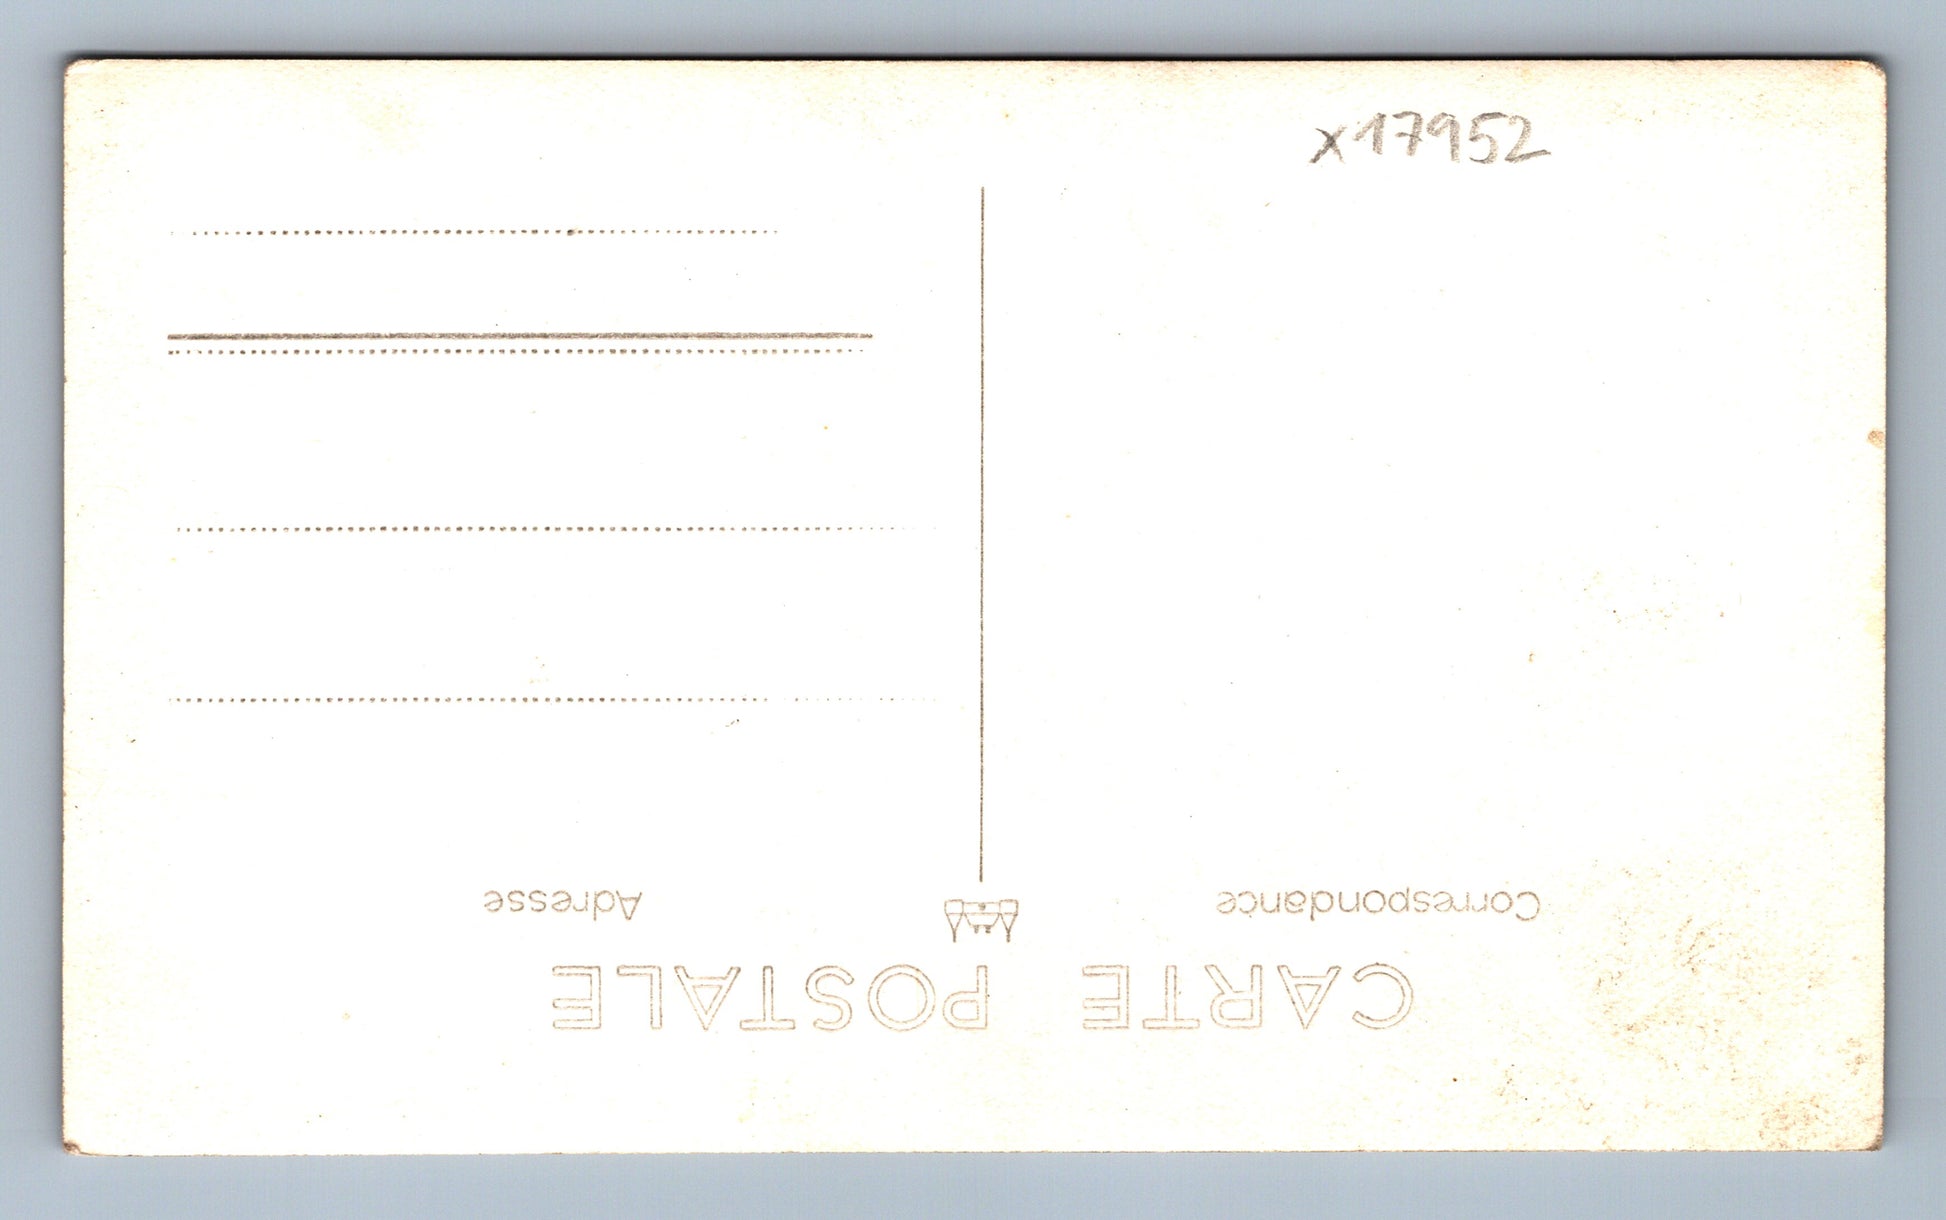 x17952
CARTE POSTALE
Correspondance
Adresse